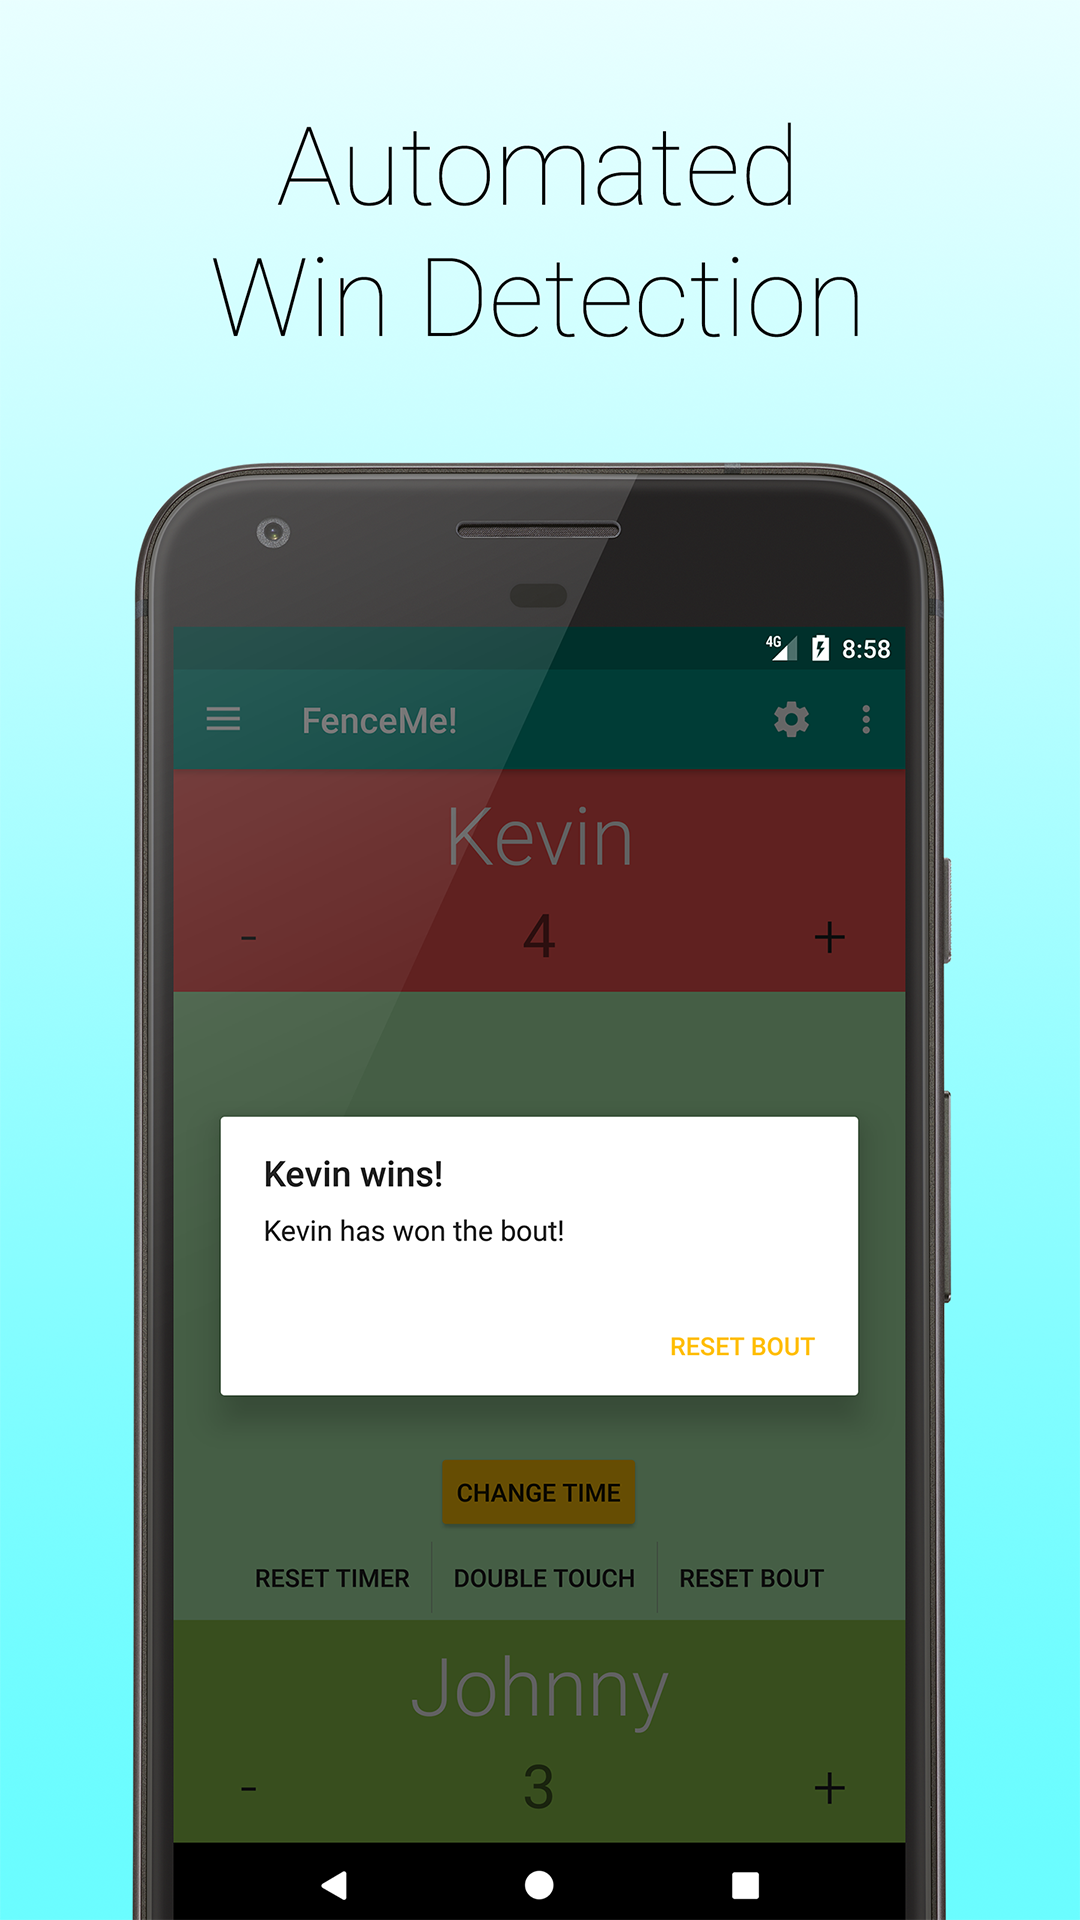 Automated
Win Detection
4G 8:58
FenceMe!
Kevin
- 4 +
Kevin wins!
Kevin has won the bout!
RESET BOUT
CHANGE TIME
RESET TIMER DOUBLE TOUCH RESET BOUT
Johnny
- 3 +